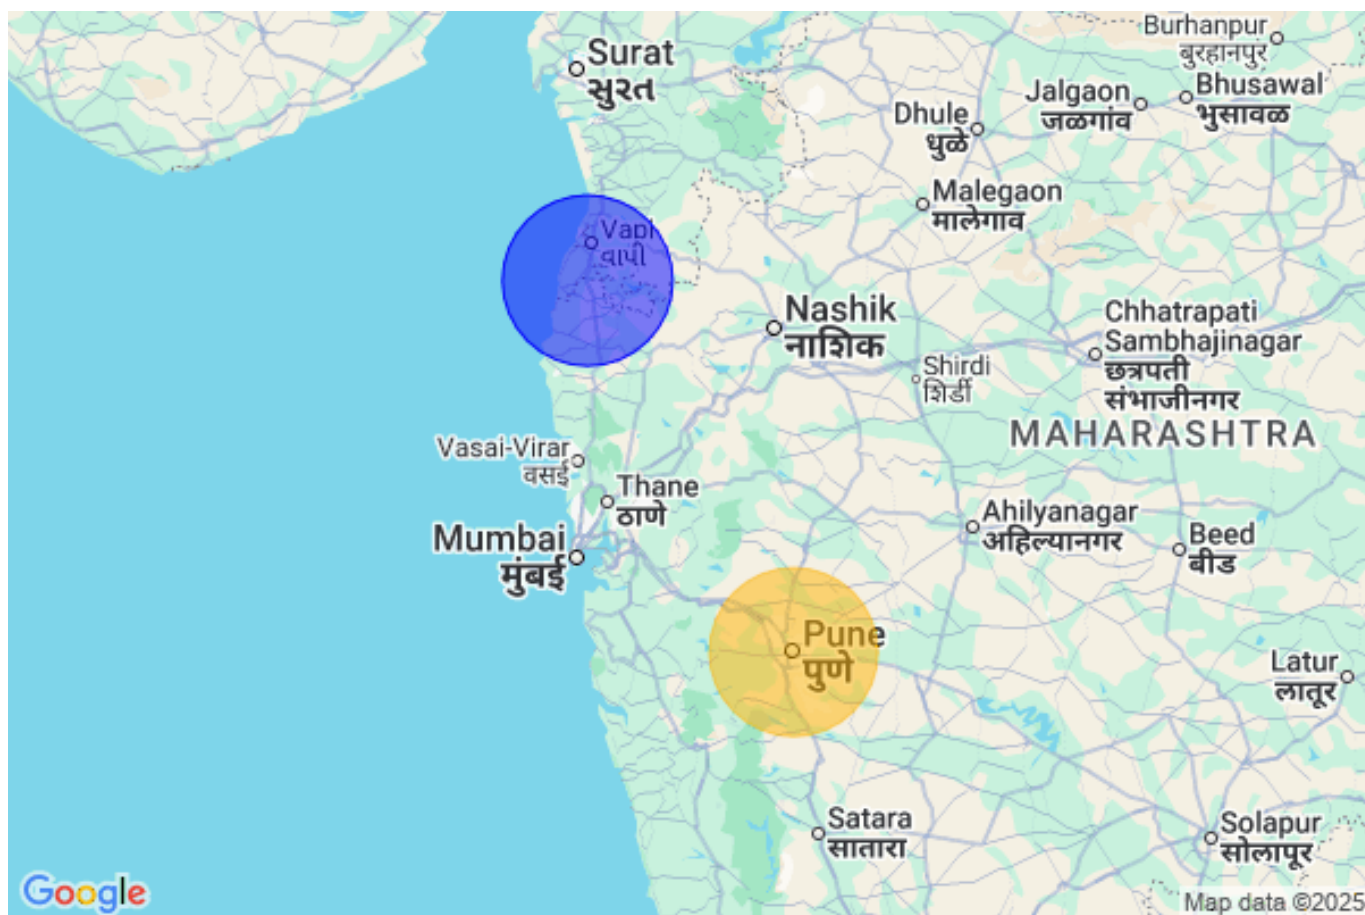 Burhanpur
बुरहानपुर
Surat
સુરત
Bhusawal
भुसावळ
Jalgaon
जळगांव
Dhule
धुळे
Malegaon
मालेगाव
Vapi
વાપી
Nashik
नाशिक
Chhatrapati
Sambhajinagar
छत्रपती
संभाजीनगर
Shirdi
शिर्डी
MAHARASHTRA
Vasai-Virar
वसई
Thane
ठाणे
Ahilyanagar
अहिल्यानगर
Mumbai
मुंबई
Beed
बीड
Pune
पुणे
Latur
लातूर
Satara
सातारा
Solapur
सोलापूर
Google
Map data ©2025